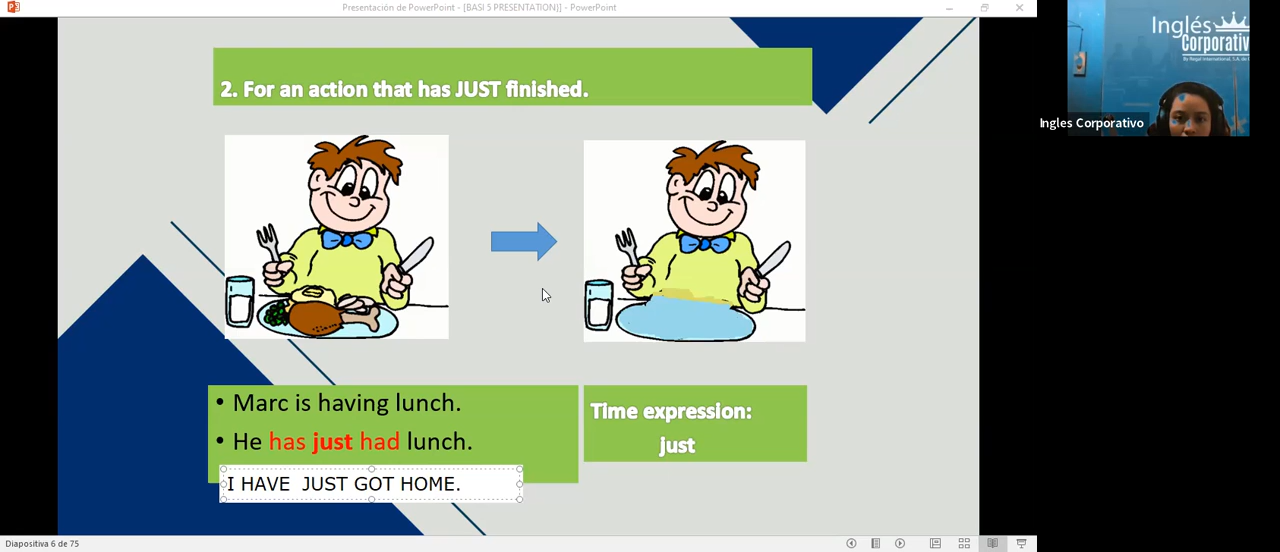 Presentación de PowerPoint - [BASI 5 PRESENTATION)] - PowerPoint
2. For an action that has JUST finished.
• Marc is having lunch.
• He has just had lunch.
I HAVE  JUST GOT HOME.
Time expression:
just
Diapositiva 6 de 75
Inglés
Corporativ
Ingles Corporativo